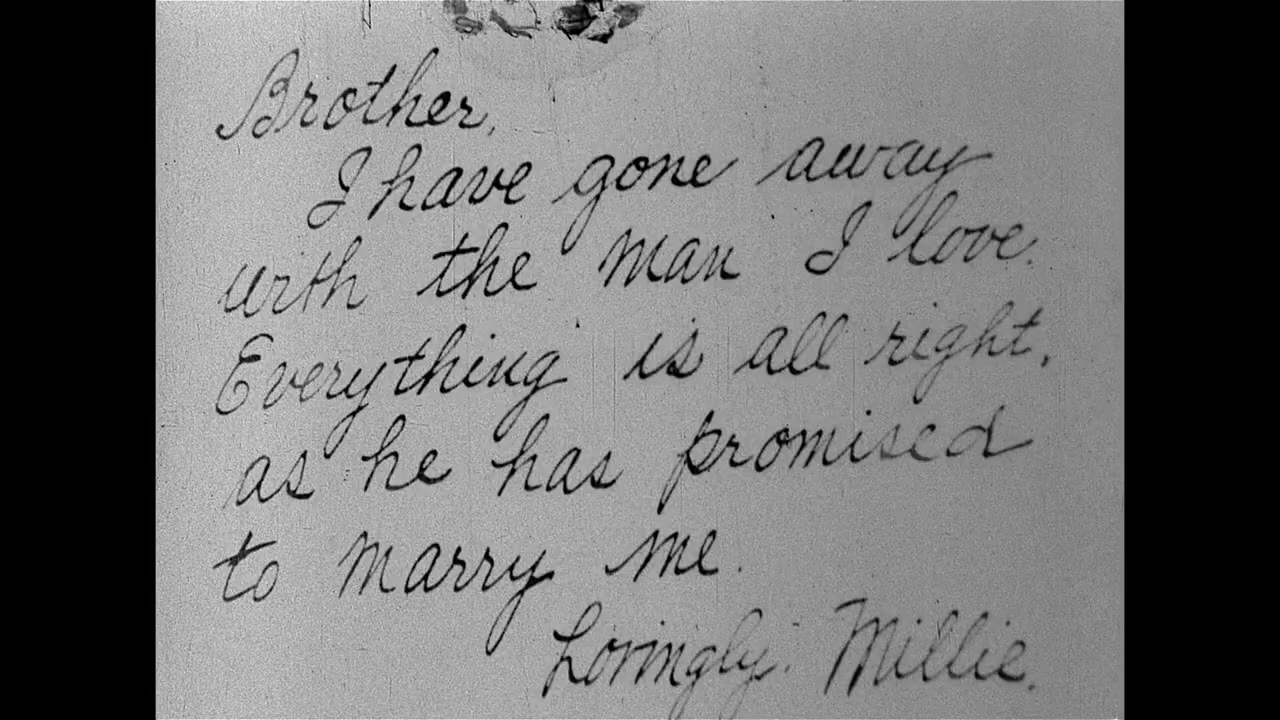 Brother,
I have gone away
with the man I love.
Everything is all right,
as he has promised
to marry me.
Lovingly. Millie.